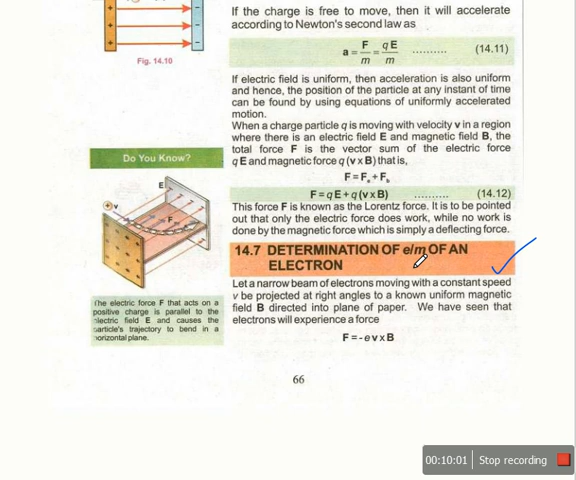 If the charge is free to move, then it will accelerate
according to Newton's second law as
a = F/m = qE/m .......... (14.11)
Fig. 14.10
If electric field is uniform, then acceleration is also uniform
and hence, the position of the particle at any instant of time
can be found by using equations of uniformly accelerated
motion.
When a charge particle q is moving with velocity v in a region
where there is an electric field E and magnetic field B, the
total force F is the vector sum of the electric force
qE and magnetic force q (v x B) that is,
F = Fe + Fb
F = qE + q (v x B) .......... (14.12)
This force F is known as the Lorentz force. It is to be pointed
out that only the electric force does work, while no work is
done by the magnetic force which is simply a deflecting force.
Do You Know?
E
v
F
The electric force F that acts on a
positive charge is parallel to the
electric field E and causes the
particle's trajectory to bend in a
horizontal plane.
14.7 DETERMINATION OF e/m OF AN
ELECTRON
Let a narrow beam of electrons moving with a constant speed
v be projected at right angles to a known uniform magnetic
field B directed into plane of paper. We have seen that
electrons will experience a force
F = - e v x B
66
00:10:01 Stop recording